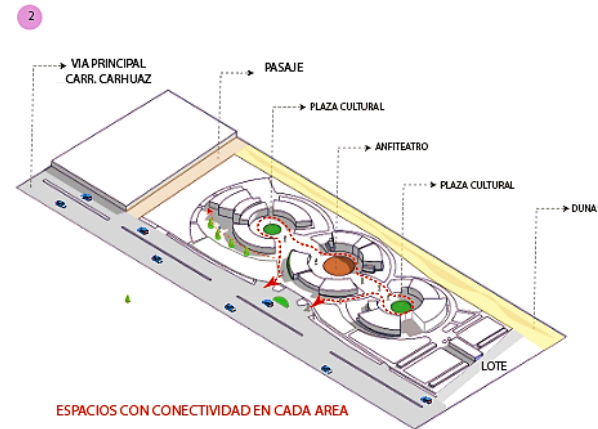 2
VIA PRINCIPAL
CARR. CARHUAZ
PASAJE
PLAZA CULTURAL
ANFITEATRO
PLAZA CULTURAL
DUNA
LOTE
ESPACIOS CON CONECTIVIDAD EN CADA AREA